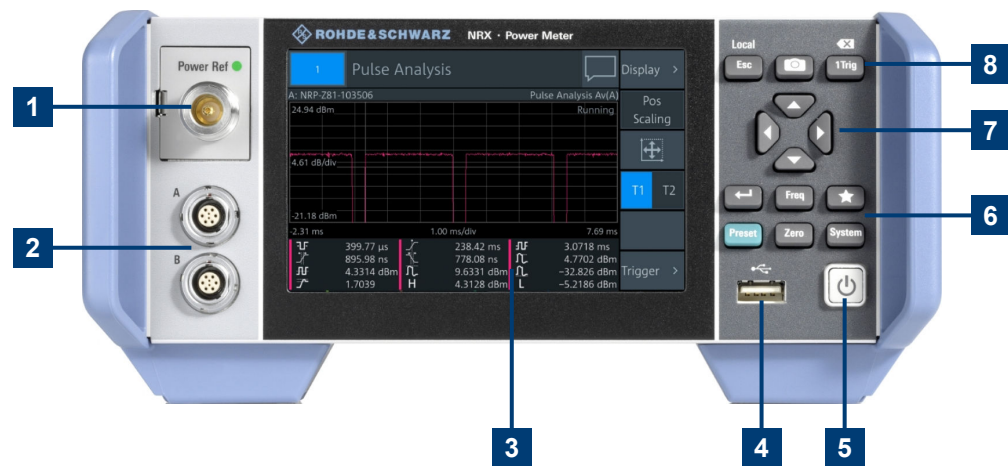 ROHDE & SCHWARZ NRX · Power Meter
Power Ref
1
A
2
B
1 Pulse Analysis
Display >
A: NRP-Z81-103506 Pulse Analysis Av(A)
24.94 dBm Running
4.61 dB/div
-21.18 dBm
-2.31 ms 1.00 ms/div 7.69 ms
Pos
Scaling
T1 T2
Trigger >
399.77 µs 238.42 ms 3.0718 ms
895.98 ns 778.08 ns 4.7702 dBm
4.3314 dBm 9.6331 dBm -32.826 dBm
1.7039 H 4.3128 dBm L -5.2186 dBm
3
Local
Esc 1Trig
8
7
Freq
6
Preset Zero System
4
5